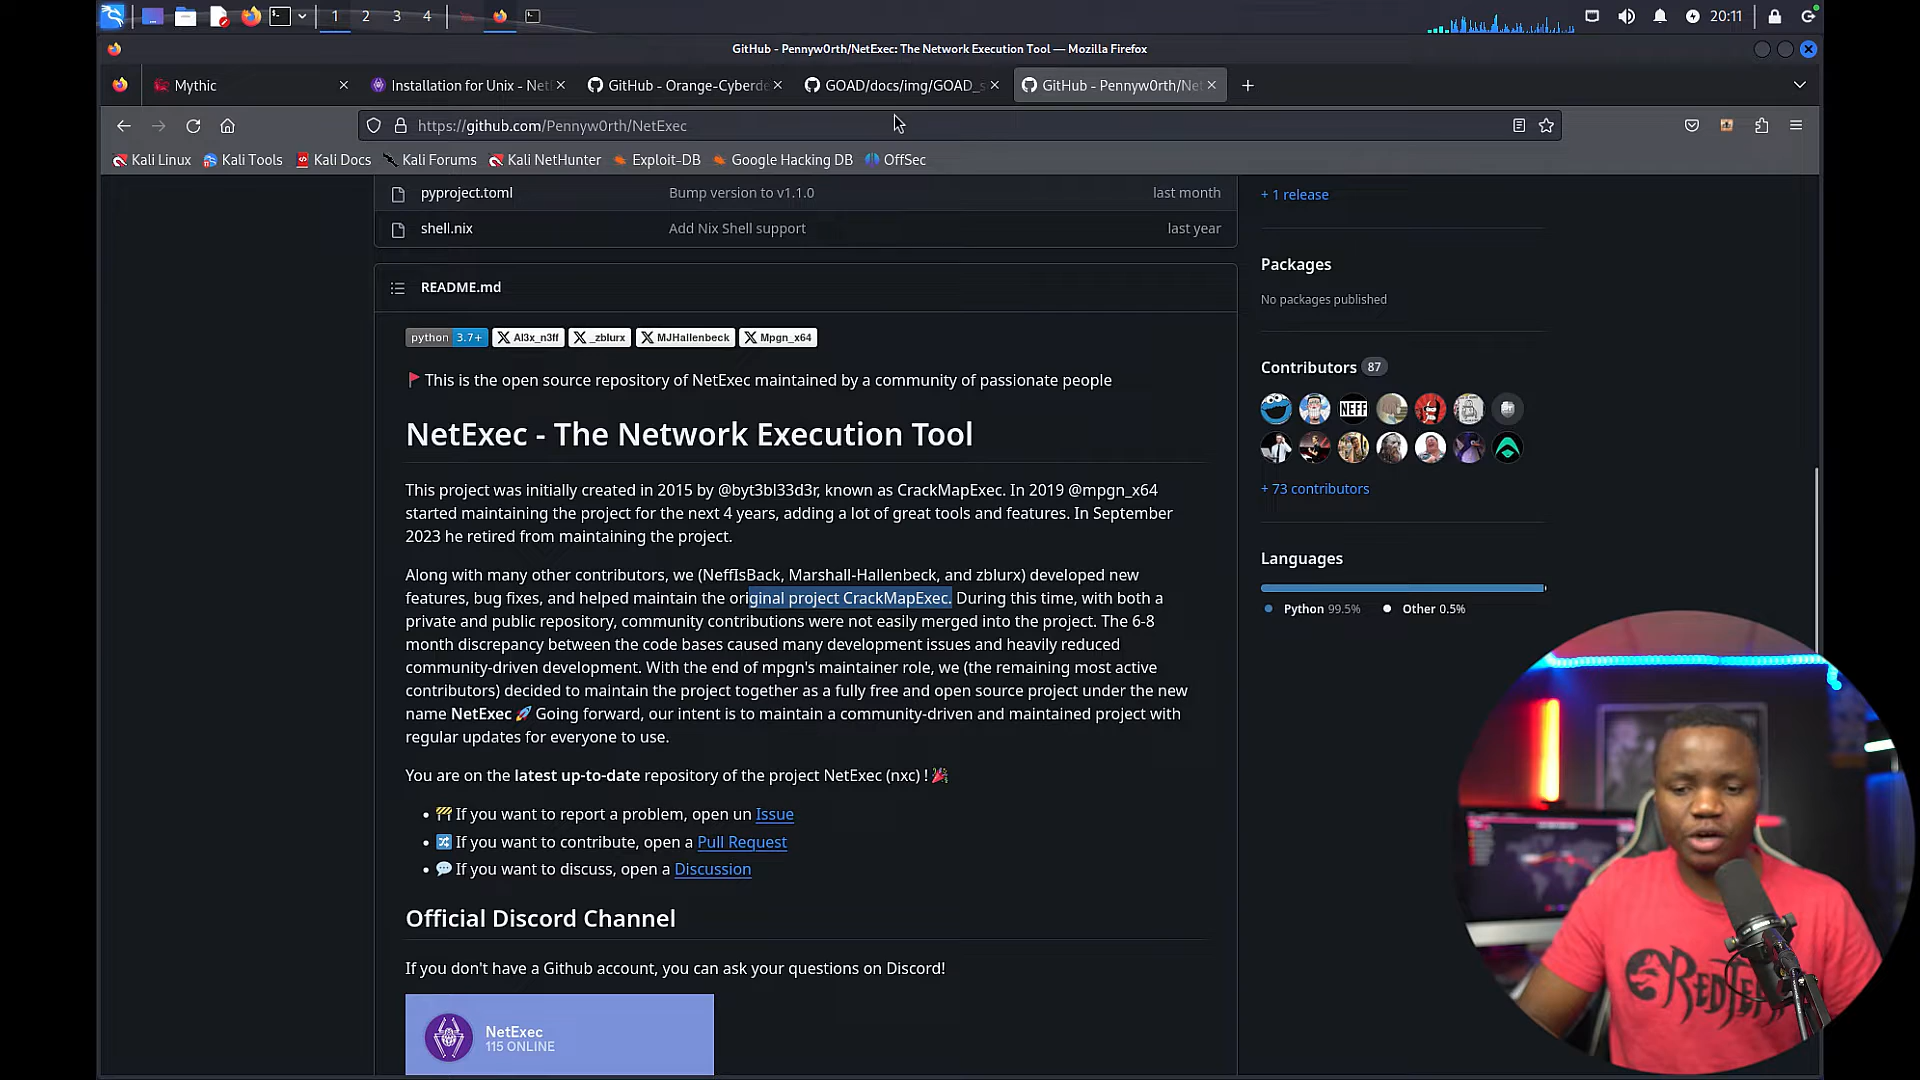 1 2 3 4
20:11
GitHub - Pennyw0rth/NetExec: The Network Execution Tool — Mozilla Firefox
Mythic
Installation for Unix - Net
GitHub - Orange-Cyberde
GOAD/docs/img/GOAD_s
GitHub - Pennyw0rth/Ne
https://github.com/Pennyw0rth/NetExec
Kali Linux
Kali Tools
Kali Docs
Kali Forums
Kali NetHunter
Exploit-DB
Google Hacking DB
OffSec
pyproject.toml Bump version to v1.1.0 last month
shell.nix Add Nix Shell support last year
README.md
python 3.7+ Al3x_n3ff _zblurx MJHallenbeck Mpgn_x64
This is the open source repository of NetExec maintained by a community of passionate people
NetExec - The Network Execution Tool
This project was initially created in 2015 by @byt3bl33d3r, known as CrackMapExec. In 2019 @mpgn_x64
started maintaining the project for the next 4 years, adding a lot of great tools and features. In September
2023 he retired from maintaining the project.
Along with many other contributors, we (NeffIsBack, Marshall-Hallenbeck, and zblurx) developed new
features, bug fixes, and helped maintain the original project CrackMapExec. During this time, with both a
private and public repository, community contributions were not easily merged into the project. The 6-8
month discrepancy between the code bases caused many development issues and heavily reduced
community-driven development. With the end of mpgn's maintainer role, we (the remaining most active
contributors) decided to maintain the project together as a fully free and open source project under the new
name NetExec 🚀 Going forward, our intent is to maintain a community-driven and maintained project with
regular updates for everyone to use.
You are on the latest up-to-date repository of the project NetExec (nxc) ! 🎉
• 🚧 If you want to report a problem, open un Issue
• 🔀 If you want to contribute, open a Pull Request
• 💬 If you want to discuss, open a Discussion
Official Discord Channel
If you don't have a Github account, you can ask your questions on Discord!
NetExec
115 ONLINE
+ 1 release
Packages
No packages published
Contributors 87
NEFF
+ 73 contributors
Languages
Python 99.5% Other 0.5%